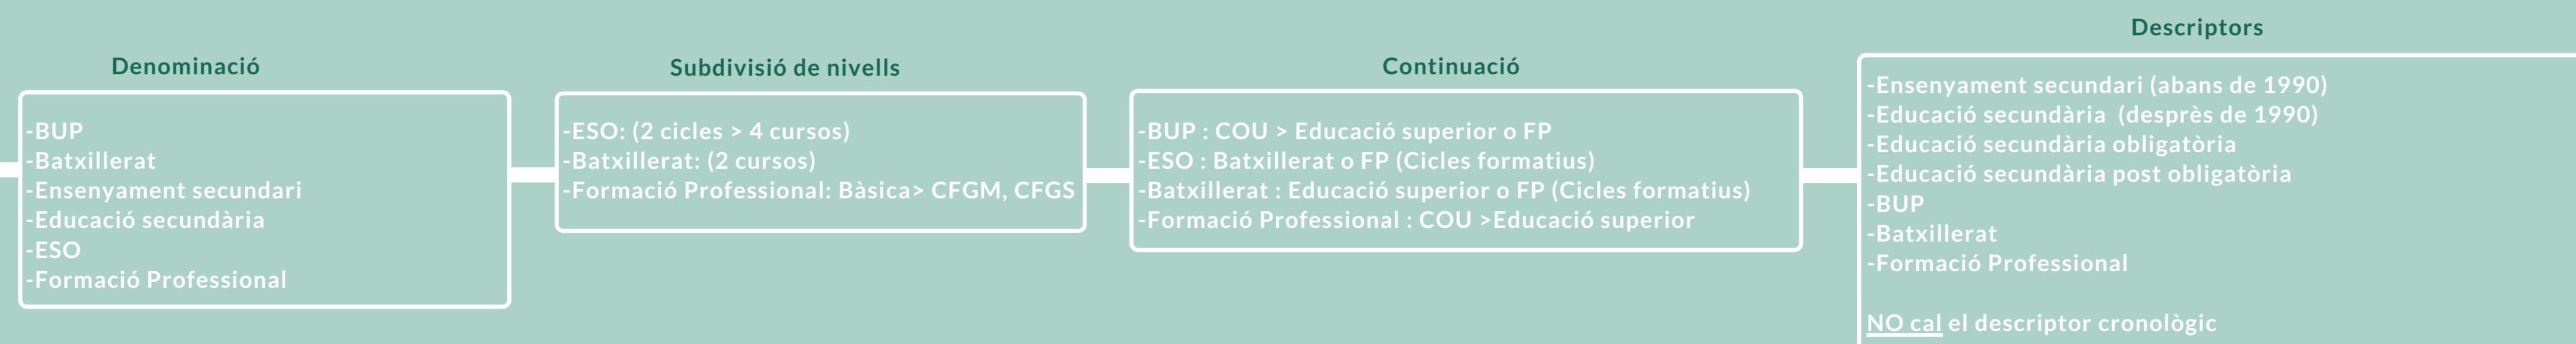 Denominació
-BUP
-Batxillerat
-Ensenyament secundari
-Educació secundària
-ESO
-Formació Professional
Subdivisió de nivells
-ESO: (2 cicles > 4 cursos)
-Batxillerat: (2 cursos)
-Formació Professional: Bàsica> CFGM, CFGS
Continuació
-BUP : COU > Educació superior o FP
-ESO : Batxillerat o FP (Cicles formatius)
-Batxillerat : Educació superior o FP (Cicles formatius)
-Formació Professional : COU >Educació superior
Descriptors
-Ensenyament secundari (abans de 1990)
-Educació secundària (desprès de 1990)
-Educació secundària obligatòria
-Educació secundària post obligatòria
-BUP
-Batxillerat
-Formació Professional
NO cal el descriptor cronològic